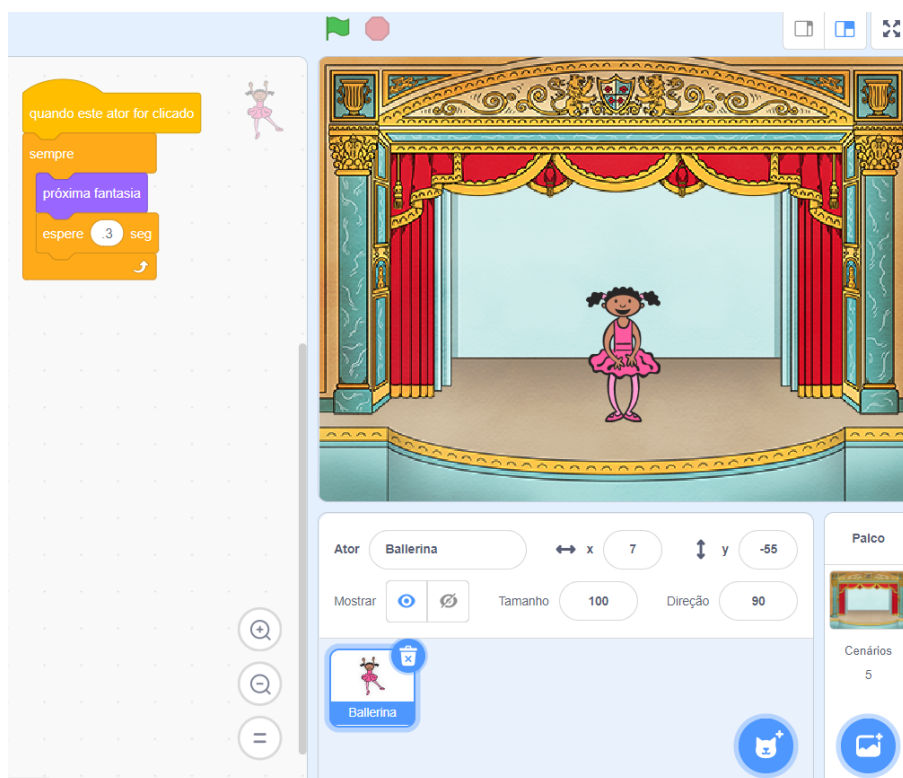 quando este ator for clicado
sempre
próxima fantasia
espere .3 seg
Ator Ballerina x 7 y -55
Mostrar Tamanho 100 Direção 90
Ballerina
Palco
Cenários
5